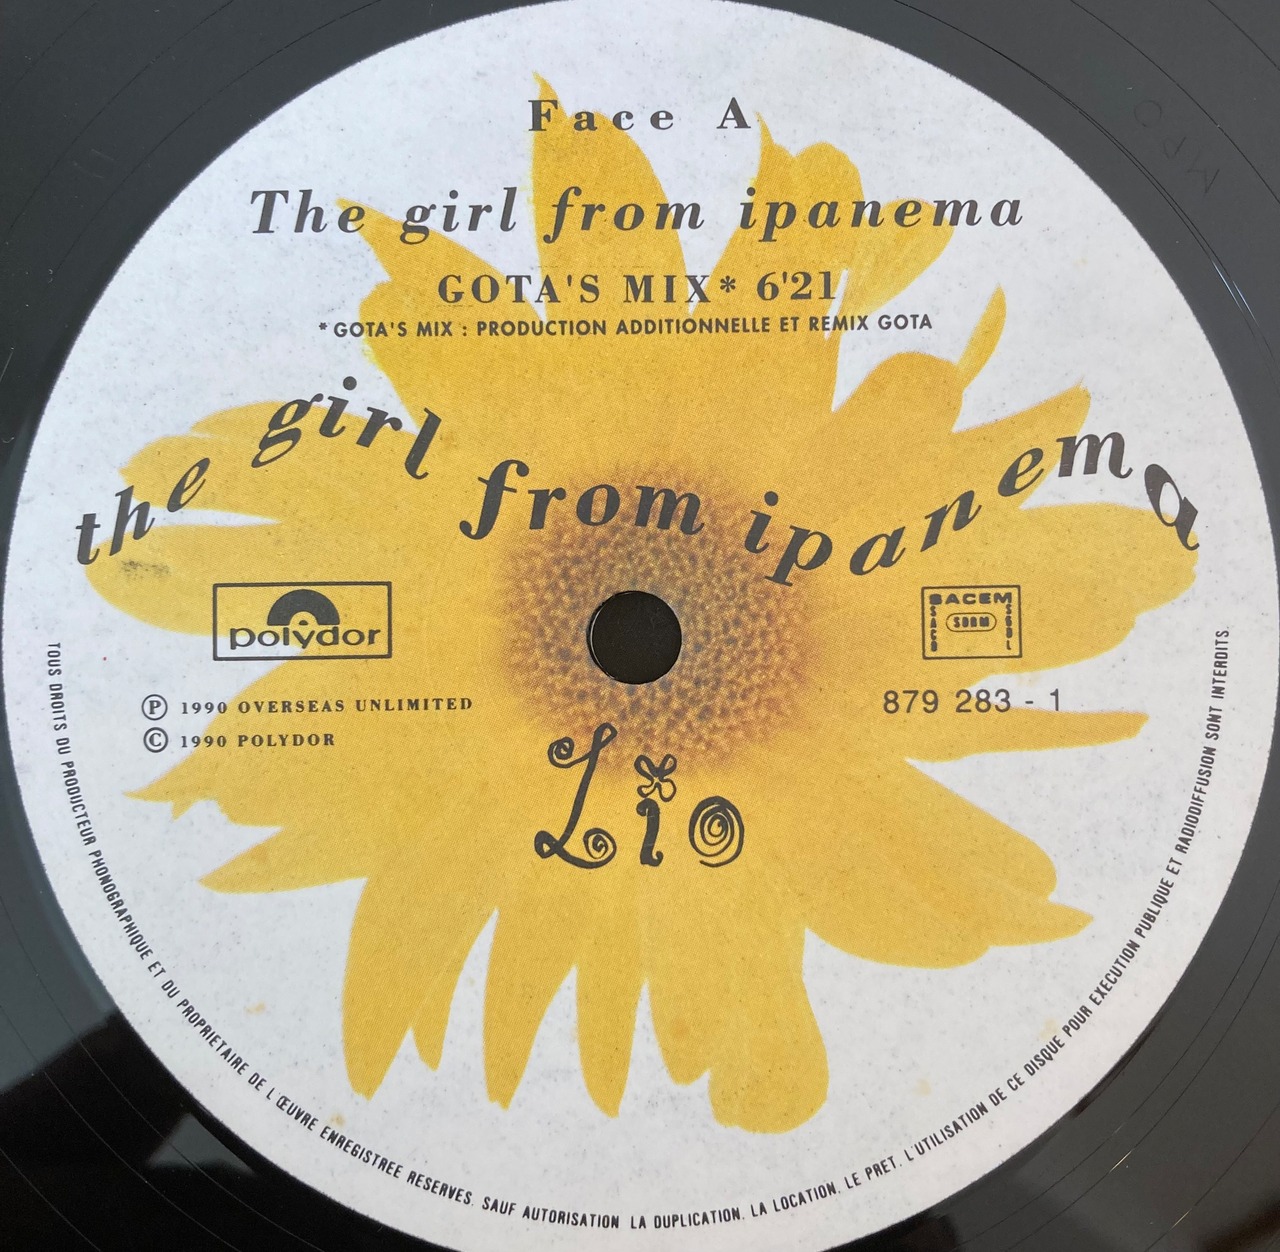 Face A
The girl from ipanema
GOTA'S MIX* 6'21
*GOTA'S MIX : PRODUCTION ADDITIONNELLE ET REMIX GOTA
the girl from ipanema
polydor
SACEM
SACD SDRM SGDL
℗ 1990 OVERSEAS UNLIMITED
© 1990 POLYDOR
879 283 - 1
Lio
TOUS DROITS DU PRODUCTEUR PHONOGRAPHIQUE ET DU PROPRIETAIRE DE L'ŒUVRE ENREGISTREE RESERVES. SAUF AUTORISATION LA DUPLICATION. LA LOCATION. LE PRET. L'UTILISATION DE CE DISQUE POUR EXECUTION PUBLIQUE ET RADIODIFFUSION SONT INTERDITS.
MPO